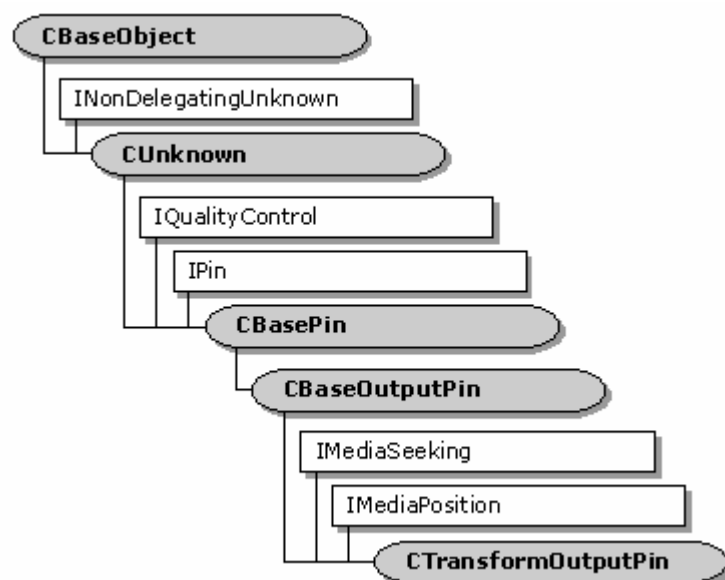 CBaseObject
INonDelegatingUnknown
CUnknown
IQualityControl
IPin
CBasePin
CBaseOutputPin
IMediaSeeking
IMediaPosition
CTransformOutputPin